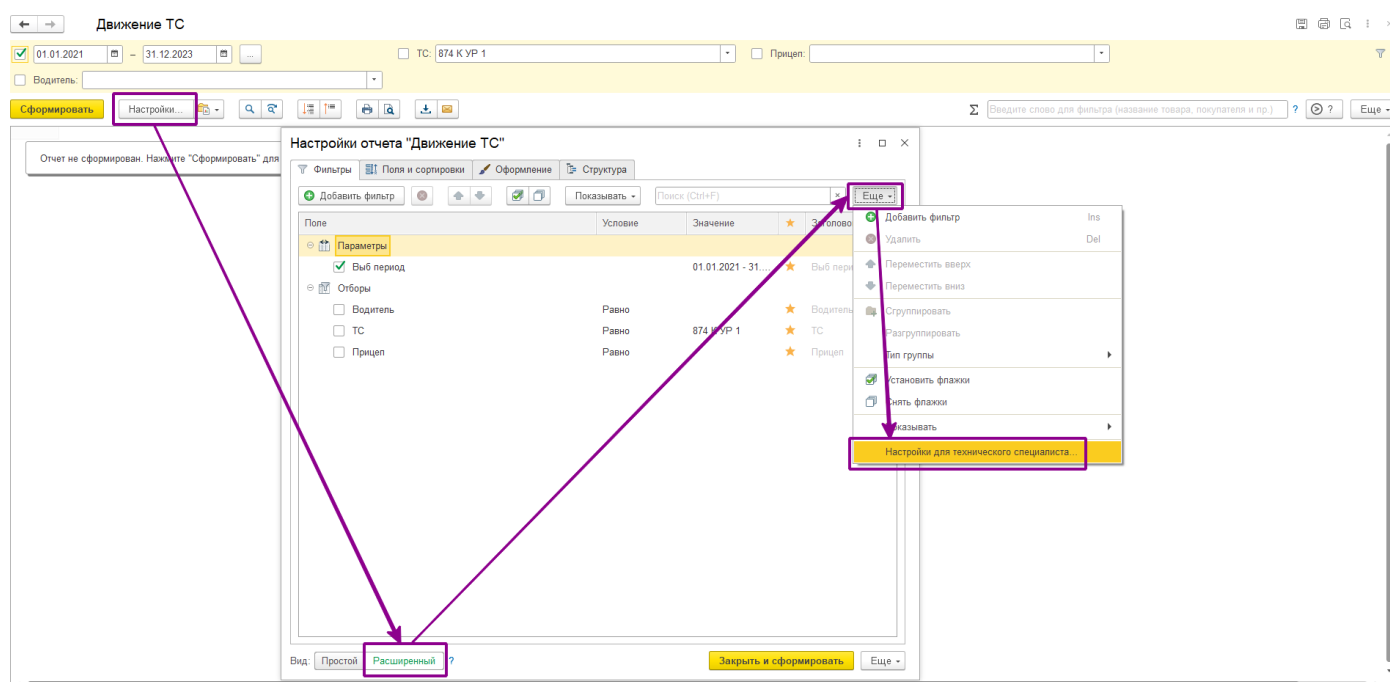 Движение ТС
01.01.2021 – 31.12.2023 ... ТС: 874 К УР 1 Прицеп:
Водитель:
Сформировать Настройки... Σ Введите слово для фильтра (название товара, покупателя и пр.) ? ? Еще
Отчет не сформирован. Нажмите "Сформировать" для
Настройки отчета "Движение ТС"
Фильтры Поля и сортировки Оформление Структура
Добавить фильтр Показывать Поиск (Ctrl+F) × Еще
Поле Условие Значение Заголово
Параметры
Выб период 01.01.2021 - 31.... Выб пери
Отборы
Водитель Равно Водитель
ТС Равно 874 К УР 1 ТС
Прицеп Равно Прицеп
Добавить фильтр Ins
Удалить Del
Переместить вверх
Переместить вниз
Сгруппировать
Разгруппировать
Тип группы
Установить флажки
Снять флажки
Показывать
Настройки для технического специалиста...
Вид: Простой Расширенный ? Закрыть и сформировать Еще